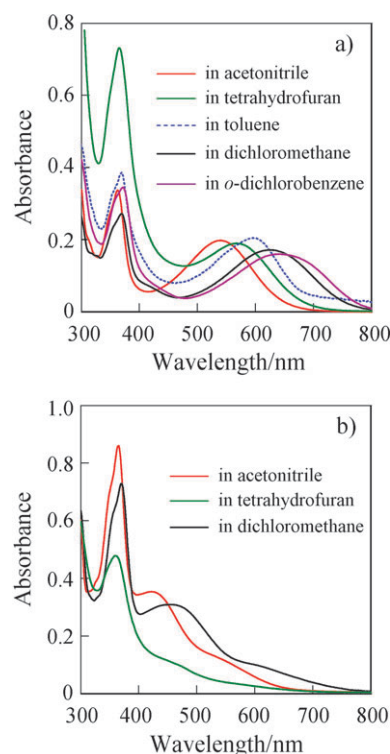 a)
0.8
0.6
0.4
0.2
0
Absorbance
in acetonitrile
in tetrahydrofuran
in toluene
in dichloromethane
in o-dichlorobenzene
300 400 500 600 700 800
Wavelength/nm
b)
1.0
0.8
0.6
0.4
0.2
0
Absorbance
in acetonitrile
in tetrahydrofuran
in dichloromethane
300 400 500 600 700 800
Wavelength/nm